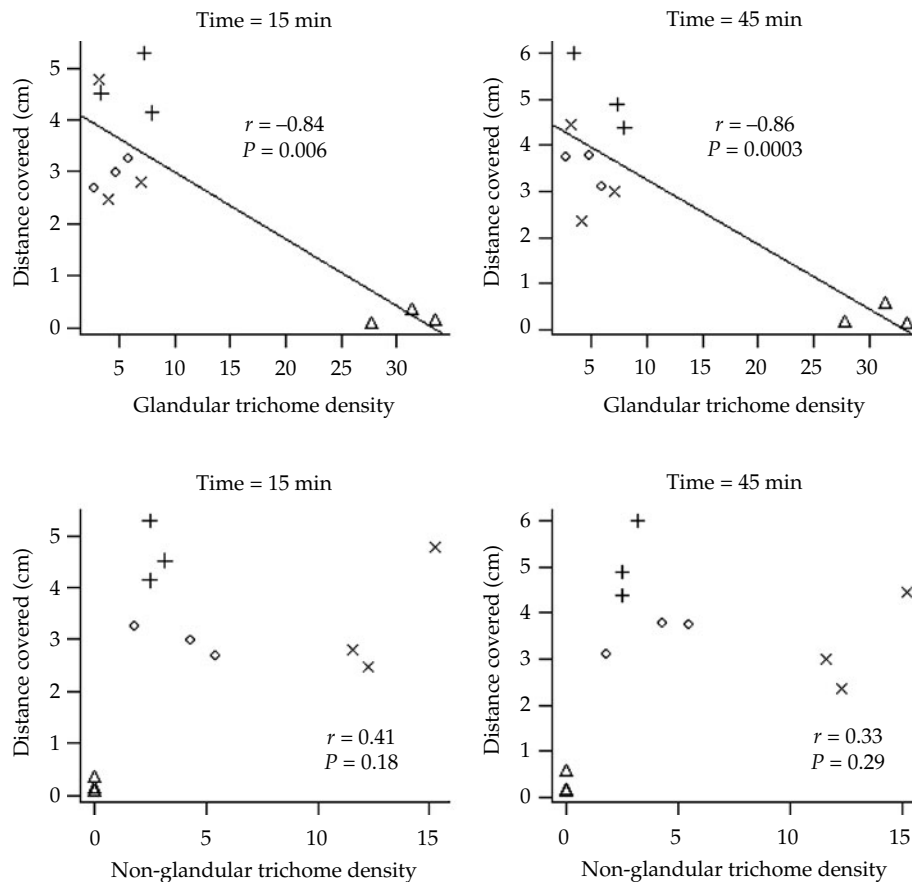 Time = 15 min
Distance covered (cm)
5
4
3
2
1
0
r = –0.84
P = 0.006
5 10 15 20 25 30
Glandular trichome density
Time = 45 min
Distance covered (cm)
6
5
4
3
2
1
0
r = –0.86
P = 0.0003
5 10 15 20 25 30
Glandular trichome density
Time = 15 min
Distance covered (cm)
5
4
3
2
1
0
r = 0.41
P = 0.18
0 5 10 15
Non-glandular trichome density
Time = 45 min
Distance covered (cm)
6
5
4
3
2
1
0
r = 0.33
P = 0.29
0 5 10 15
Non-glandular trichome density